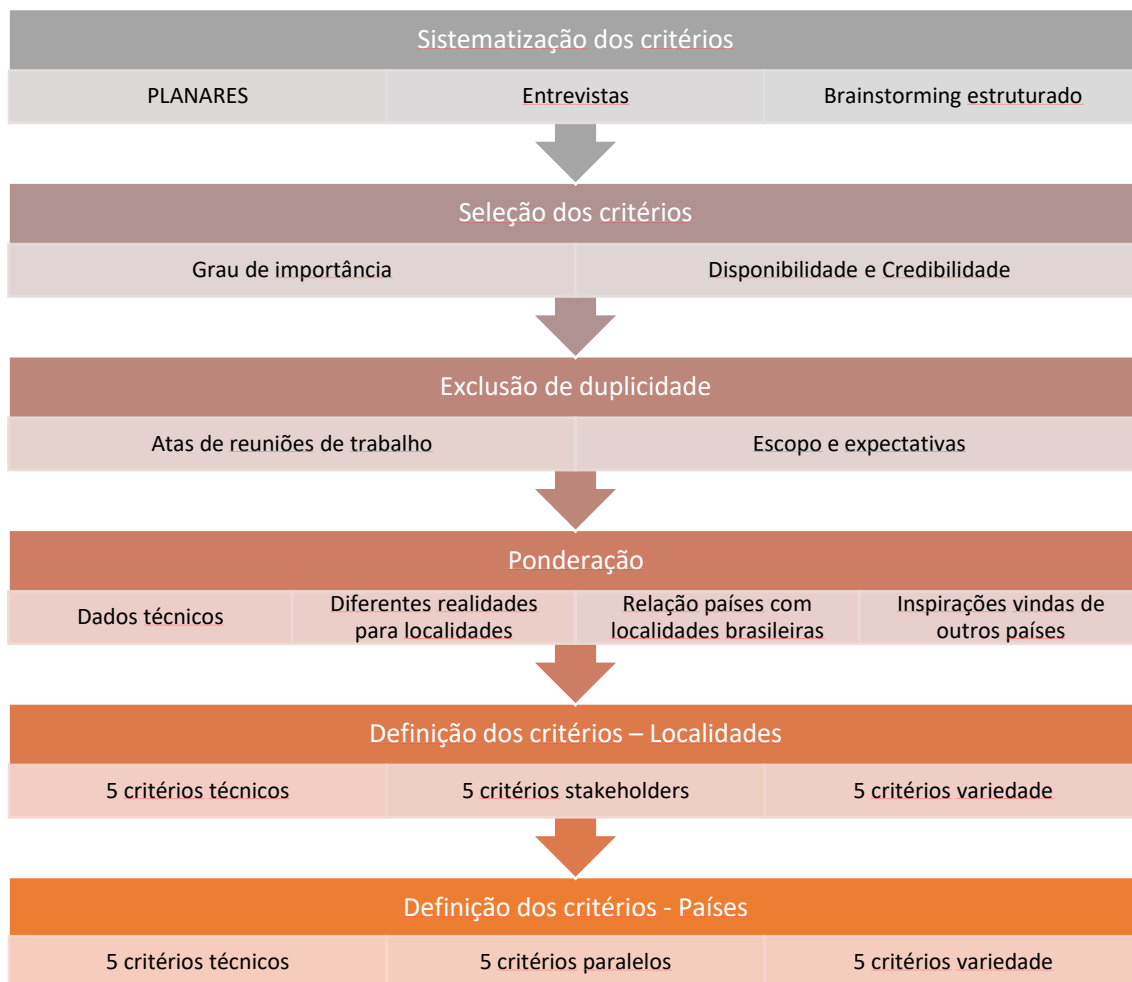 Sistematização dos critérios
PLANARES
Entrevistas
Brainstorming estruturado
Seleção dos critérios
Grau de importância
Disponibilidade e Credibilidade
Exclusão de duplicidade
Atas de reuniões de trabalho
Escopo e expectativas
Ponderação
Dados técnicos
Diferentes realidades
para localidades
Relação países com
localidades brasileiras
Inspirações vindas de
outros países
Definição dos critérios – Localidades
5 critérios técnicos
5 critérios stakeholders
5 critérios variedade
Definição dos critérios - Países
5 critérios técnicos
5 critérios paralelos
5 critérios variedade